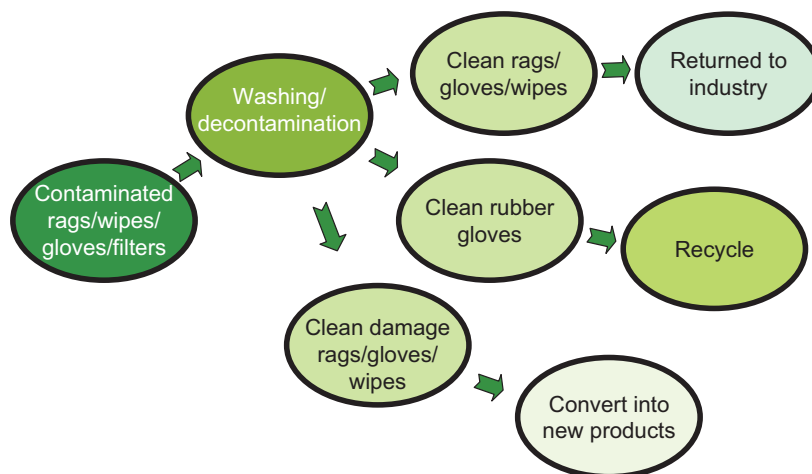 Contaminated
rags/wipes/
gloves/filters
Washing/
decontamination
Clean rags/
gloves/wipes
Returned to
industry
Clean rubber
gloves
Recycle
Clean damage
rags/gloves/
wipes
Convert into
new products